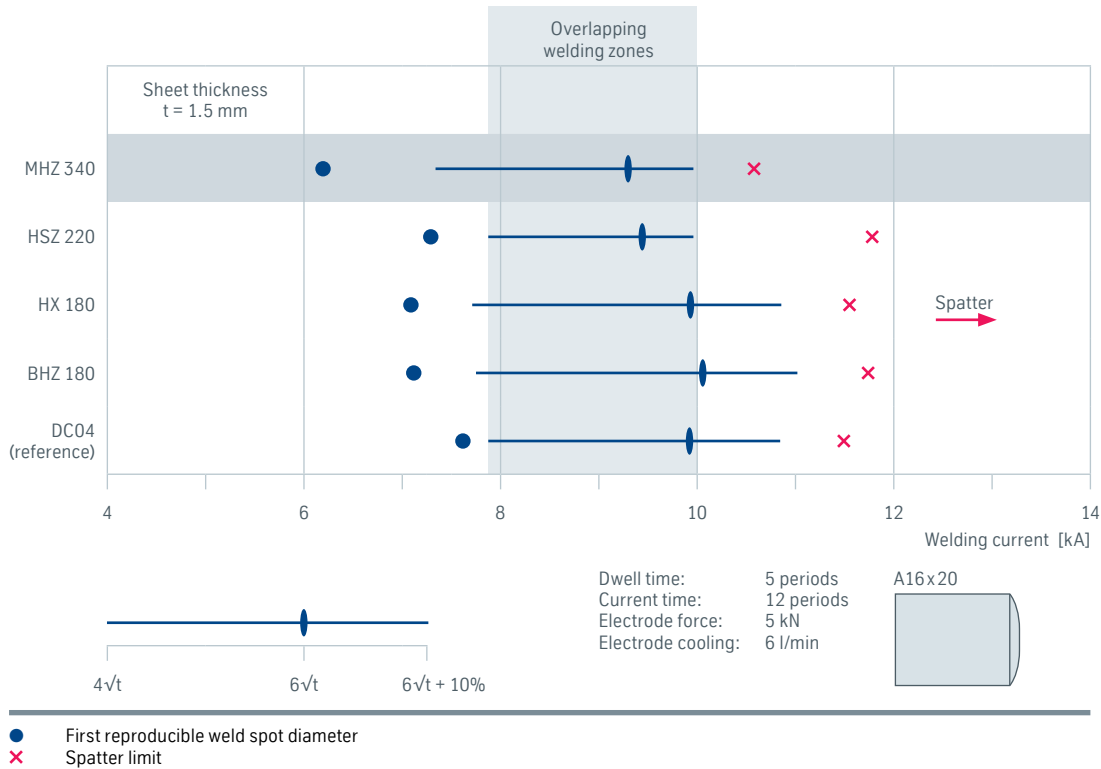 Overlapping
welding zones
Sheet thickness
t = 1.5 mm
MHZ 340
HSZ 220
HX 180
Spatter
BHZ 180
DC04
(reference)
4 6 8 10 12 14
Welding current [kA]
Dwell time: 5 periods
Current time: 12 periods
Electrode force: 5 kN
Electrode cooling: 6 l/min
A16x20
4√t 6√t 6√t + 10%
First reproducible weld spot diameter
Spatter limit